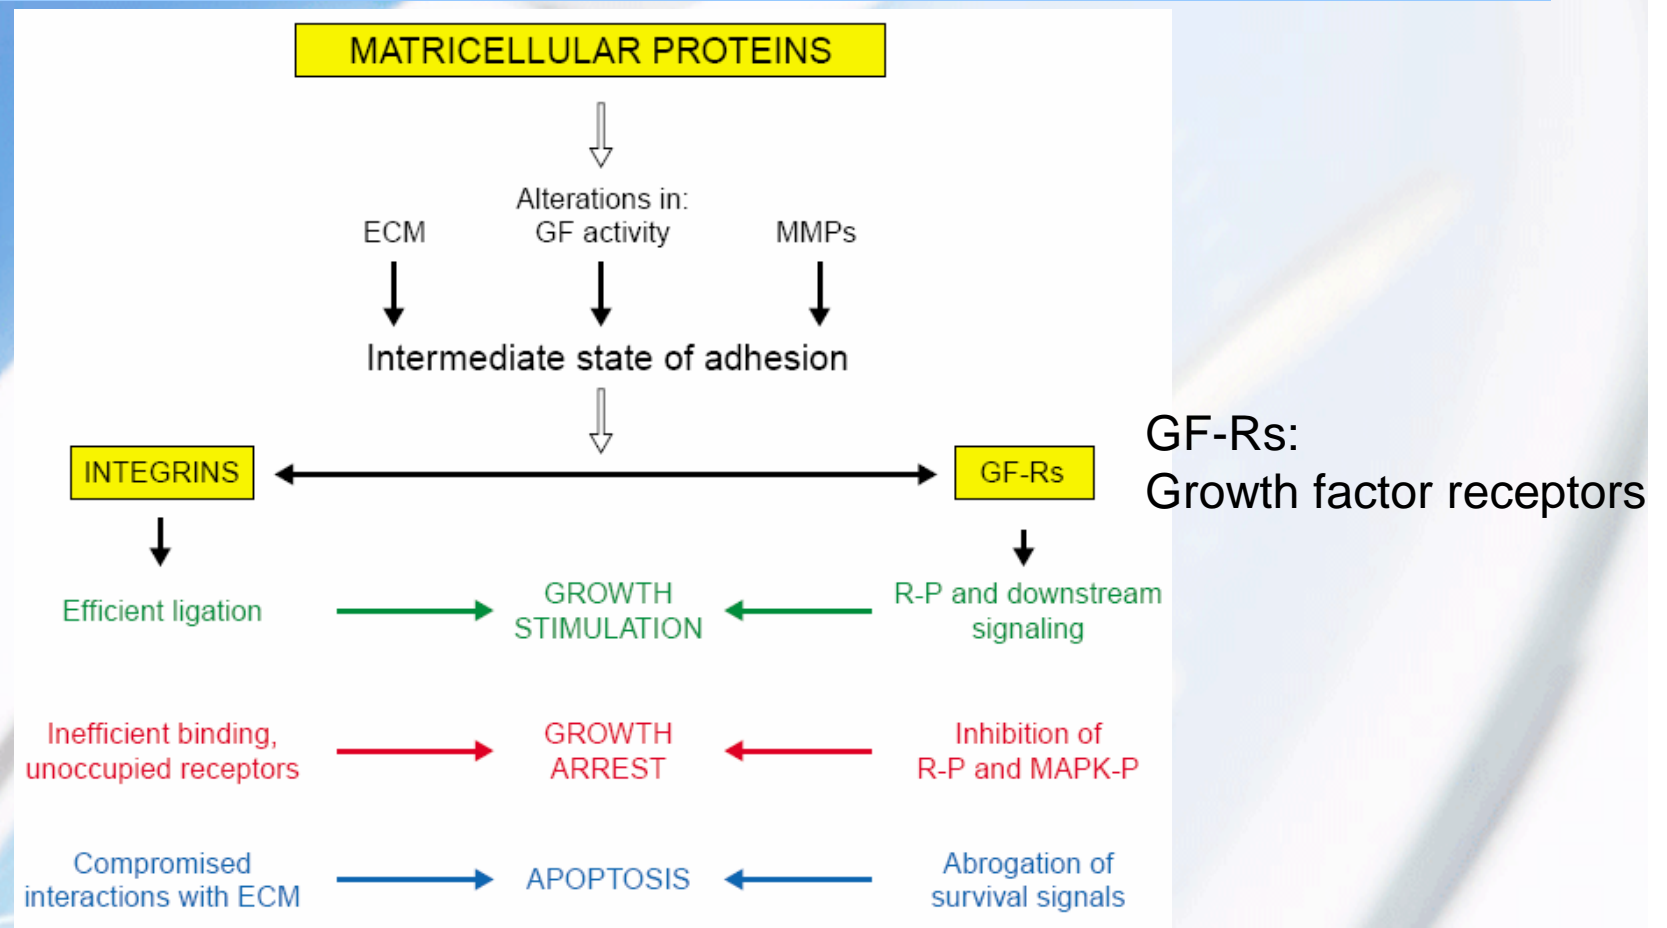 MATRICELLULAR PROTEINS
Alterations in:
ECM GF activity MMPs
Intermediate state of adhesion
INTEGRINS GF-Rs
GF-Rs:
Growth factor receptors
Efficient ligation
GROWTH
STIMULATION
R-P and downstream
signaling
Inefficient binding,
unoccupied receptors
GROWTH
ARREST
Inhibition of
R-P and MAPK-P
Compromised
interactions with ECM
APOPTOSIS
Abrogation of
survival signals